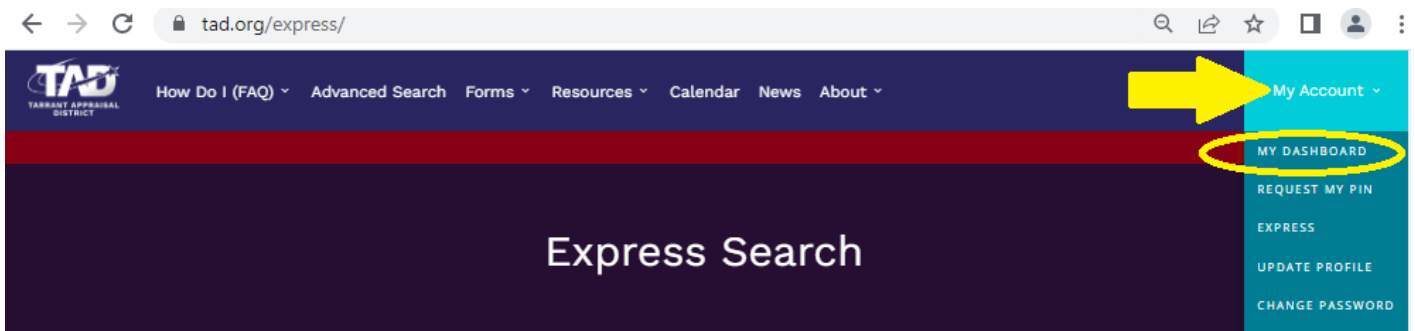 tad.org/express/
TAD
TARRANT APPRAISAL
DISTRICT
How Do I (FAQ) Advanced Search Forms Resources Calendar News About My Account
MY DASHBOARD
REQUEST MY PIN
EXPRESS
UPDATE PROFILE
CHANGE PASSWORD
Express Search